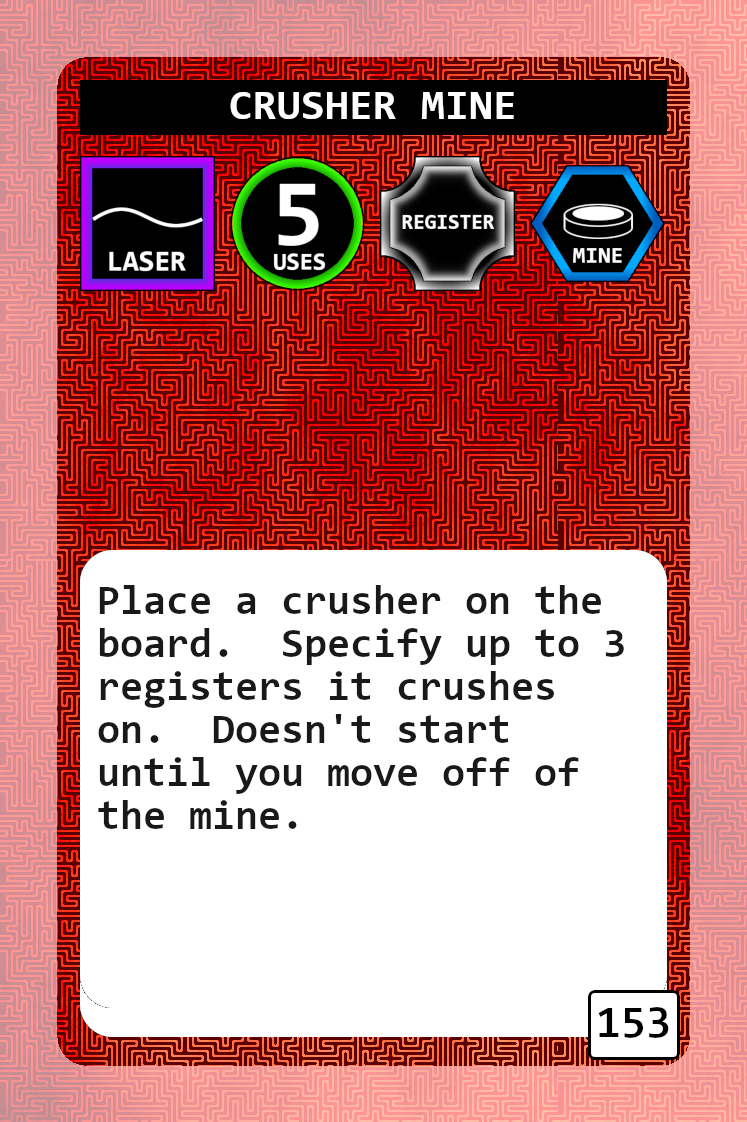 CRUSHER MINE
LASER
5
USES
REGISTER
MINE
Place a crusher on the
board.  Specify up to 3
registers it crushes
on.  Doesn't start
until you move off of
the mine.
153